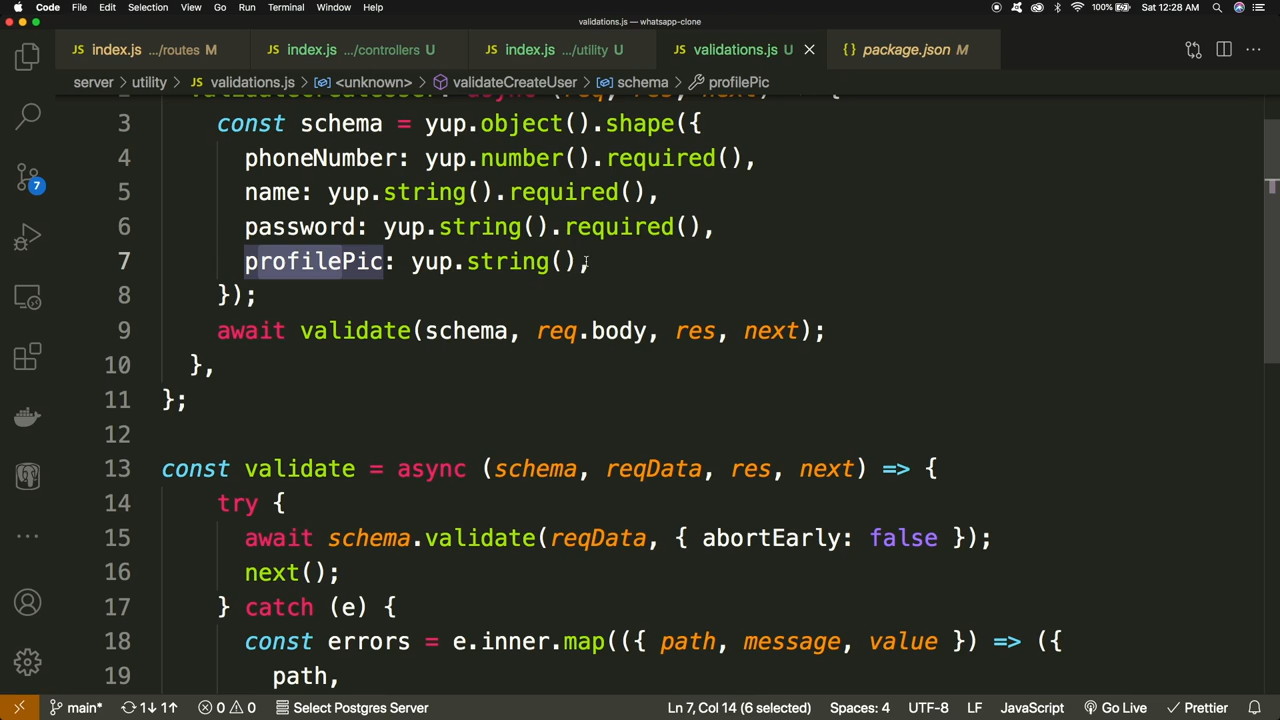 Code File Edit Selection View Go Run Terminal Window Help 100% Sat 12:28 AM
validations.js — whatsapp-clone
JS index.js .../routes M JS index.js .../controllers U JS index.js .../utility U JS validations.js U {} package.json M
server > utility > JS validations.js > <unknown> > validateCreateUser > schema > profilePic
3 const schema = yup.object().shape({
4 phoneNumber: yup.number().required(),
5 name: yup.string().required(),
6 password: yup.string().required(),
7 profilePic: yup.string(),
8 });
9 await validate(schema, req.body, res, next);
10 },
11 };
12
13 const validate = async (schema, reqData, res, next) => {
14 try {
15 await schema.validate(reqData, { abortEarly: false });
16 next();
17 } catch (e) {
18 const errors = e.inner.map(({ path, message, value }) => ({
19 path,
7
main* 1↓ 1↑ 0 0 Select Postgres Server Ln 7, Col 14 (6 selected) Spaces: 4 UTF-8 LF JavaScript Go Live Prettier